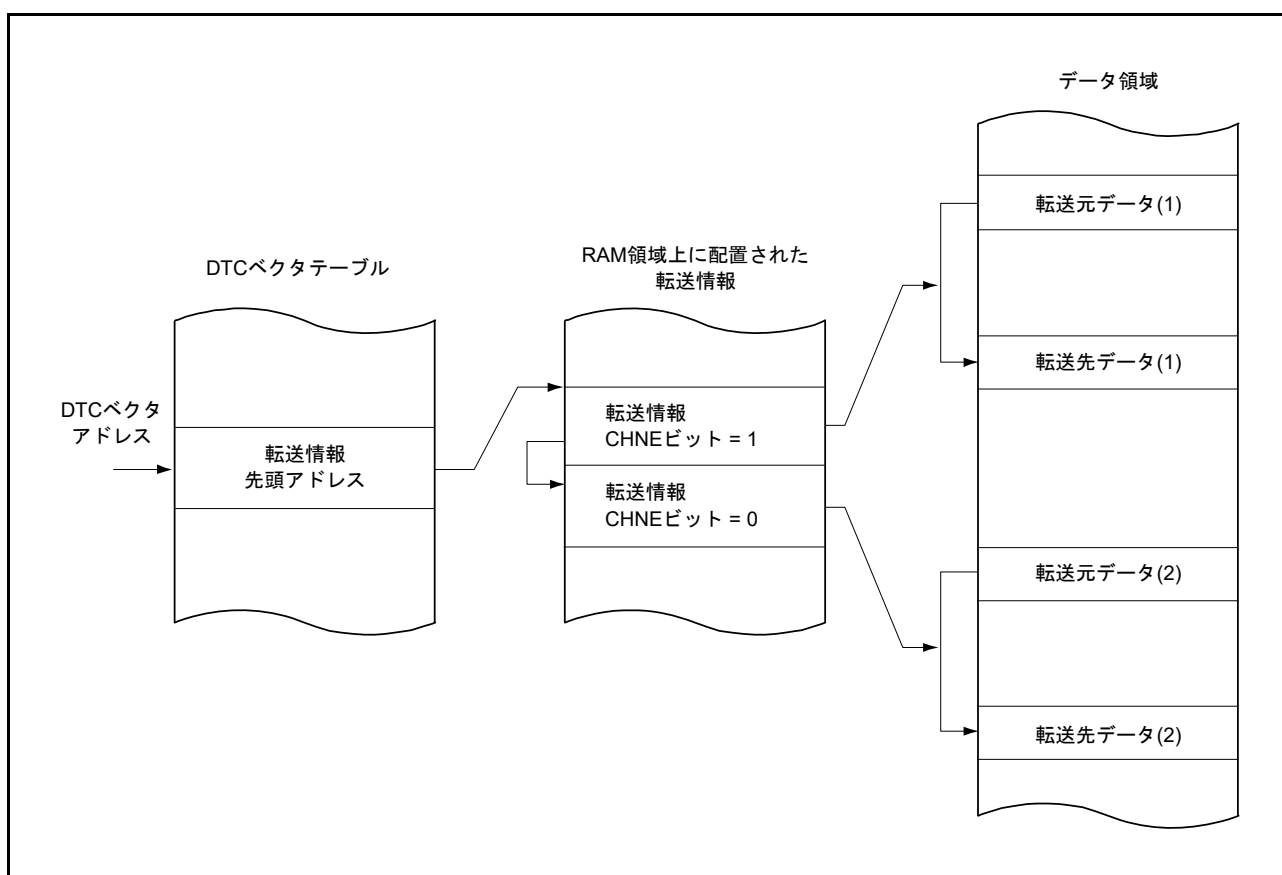 データ領域
転送元データ(1)
転送先データ(1)
転送元データ(2)
転送先データ(2)
RAM領域上に配置された
転送情報
転送情報
CHNEビット = 1
転送情報
CHNEビット = 0
DTCベクタテーブル
転送情報
先頭アドレス
DTCベクタ
アドレス